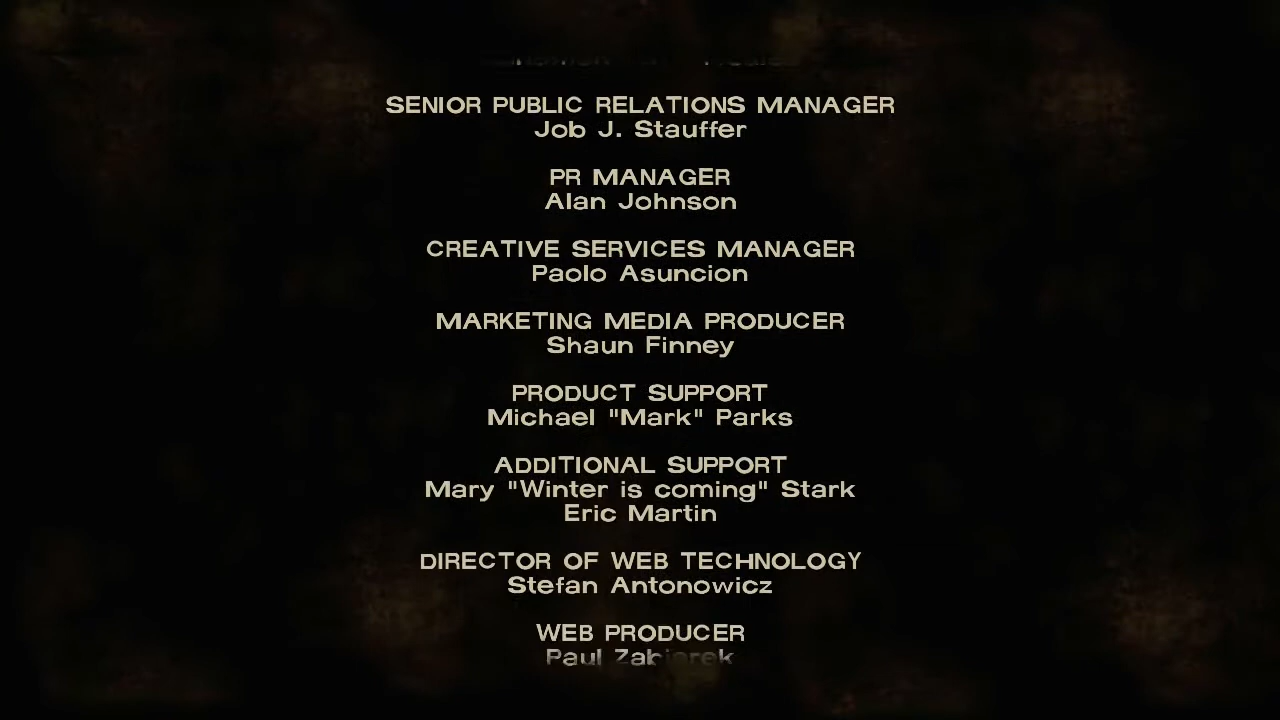 SENIOR PUBLIC RELATIONS MANAGER
Job J. Stauffer
PR MANAGER
Alan Johnson
CREATIVE SERVICES MANAGER
Paolo Asuncion
MARKETING MEDIA PRODUCER
Shaun Finney
PRODUCT SUPPORT
Michael "Mark" Parks
ADDITIONAL SUPPORT
Mary "Winter is coming" Stark
Eric Martin
DIRECTOR OF WEB TECHNOLOGY
Stefan Antonowicz
WEB PRODUCER
Paul